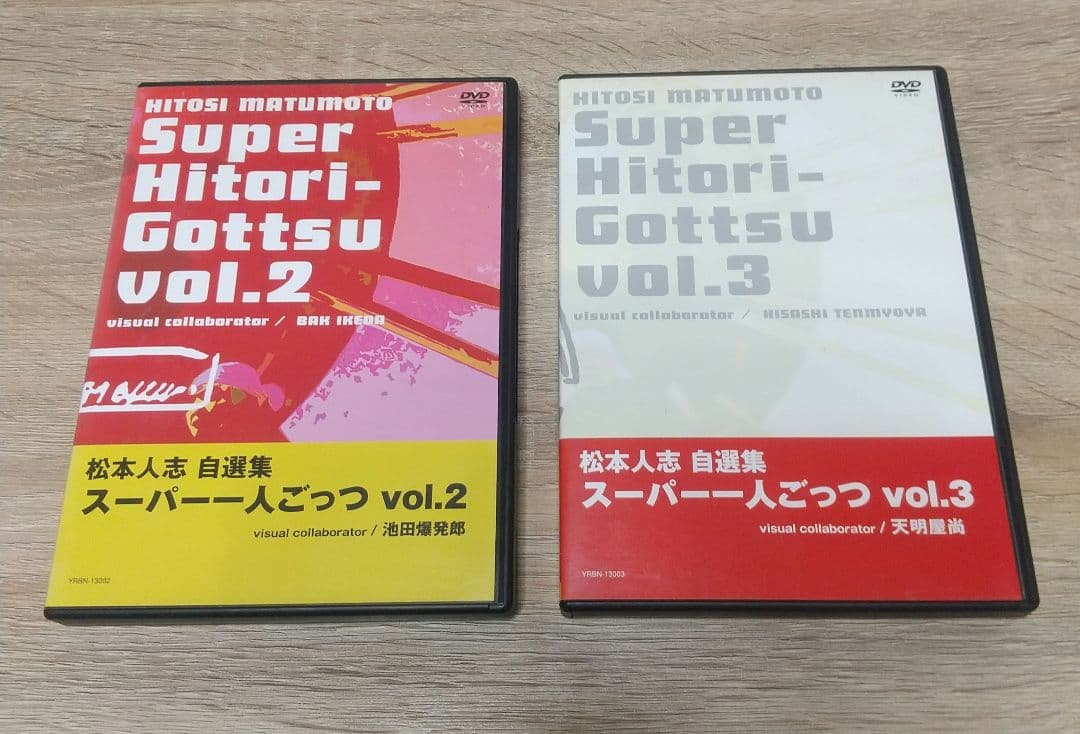 HITOSI MATUMOTO
DVD
VIDEO
Super
Hitori-
Gottsu
vol.2
visual collaborator / BAK IKEDA
松本人志 自選集
スーパー一人ごっつ vol.2
visual collaborator / 池田爆発郎
YRBN-13002
HITOSI MATUMOTO
DVD
VIDEO
Super
Hitori-
Gottsu
vol.3
visual collaborator / HISASHI TENMYOYA
松本人志 自選集
スーパー一人ごっつ vol.3
visual collaborator / 天明屋尚
YRBN-13003